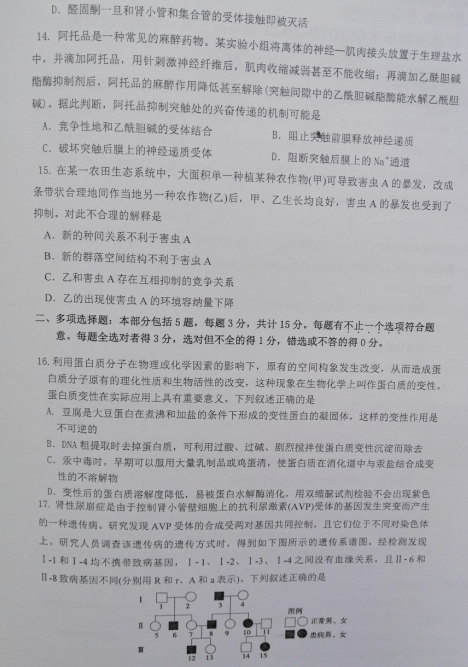 D. 醛固酮一旦和肾小管和集合管的受体接触即被灭活
14. 阿托品是一种常见的麻醉药物。某实验小组将离体的神经—肌肉接头放置于生理盐水
中，并滴加阿托品，用针刺激神经纤维后，肌肉收缩减弱甚至不能收缩；再滴加乙酰胆碱
酯酶抑制剂后，阿托品的麻醉作用降低甚至解除(突触间隙中的乙酰胆碱酯酶能水解乙酰胆
碱)。据此判断，阿托品抑制突触处的兴奋传递的机制可能是
A. 竞争性地和乙酰胆碱的受体结合
B. 阻止突触前膜释放神经递质
C. 破坏突触后膜上的神经递质受体
D. 阻断突触后膜上的Na⁺通道
15. 在某一农田生态系统中，大面积单一种植某种农作物(甲)可导致害虫A的暴发，改成
条带状合理地间作当地另一种农作物(乙)后，甲、乙生长均良好，害虫A的暴发也受到了
抑制。对此不合理的解释是
A. 新的种间关系不利于害虫A
B. 新的群落空间结构不利于害虫A
C. 乙和害虫A存在互相抑制的竞争关系
D. 乙的出现使害虫A的环境容纳量下降
二、多项选择题：本部分包括5题，每题3分，共计15分。每题有不止一个选项符合题
意。每题全选对者得3分，选对但不全的得1分，错选或不答的得0分。
16. 利用蛋白质分子在物理或化学因素的影响下，原有的空间构象发生改变，从而造成蛋
白质分子原有的理化性质和生物活性的改变，这种现象在生物化学上叫作蛋白质的变性。
蛋白质变性在实际应用上具有重要意义。下列叙述正确的是
A. 豆腐是大豆蛋白在煮沸和加盐的条件下形成的变性蛋白的凝固体，这样的变性作用是
不可逆的
B. DNA粗提取时去掉蛋白质，可利用过酸、过碱、剧烈搅拌使蛋白质变性沉淀而除去
C. 汞中毒时，早期可以服用大量乳制品或鸡蛋清，使蛋白质在消化道中与汞盐结合成变
性的不溶解物
D. 变性后的蛋白质溶解度降低，易被蛋白水解酶消化，用双缩脲试剂检验不会出现紫色
17. 肾性尿崩症是由于控制肾小管壁细胞上的抗利尿激素(AVP)受体的基因发生突变而产生
的一种遗传病。研究发现AVP受体的合成受两对基因共同控制，且它们位于不同对染色体
上。研究人员调查该遗传病的遗传方式时，得到如下图所示的遗传系谱图。经检测发现
Ⅰ-1和Ⅰ-4均不携带致病基因，Ⅰ-1、Ⅰ-2、Ⅰ-3、Ⅰ-4之间没有血缘关系，且Ⅱ-6和
Ⅱ-8致病基因不同(分别用R和r、A和a表示)。下列叙述正确的是
Ⅰ
1 2 3 4
图例
正常男、女
Ⅱ
5 6 7 8 9 10 11
患病男、女
Ⅲ
12 13 14 15